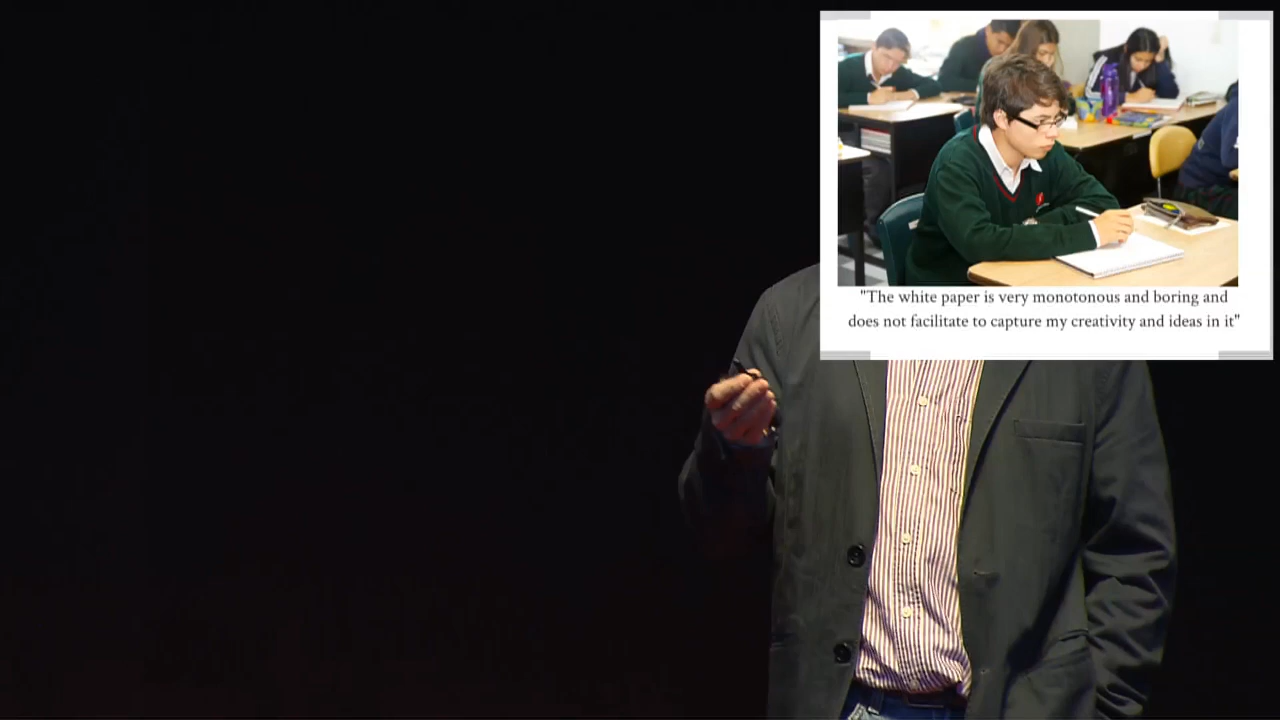 "The white paper is very monotonous and boring and
does not facilitate to capture my creativity and ideas in it"